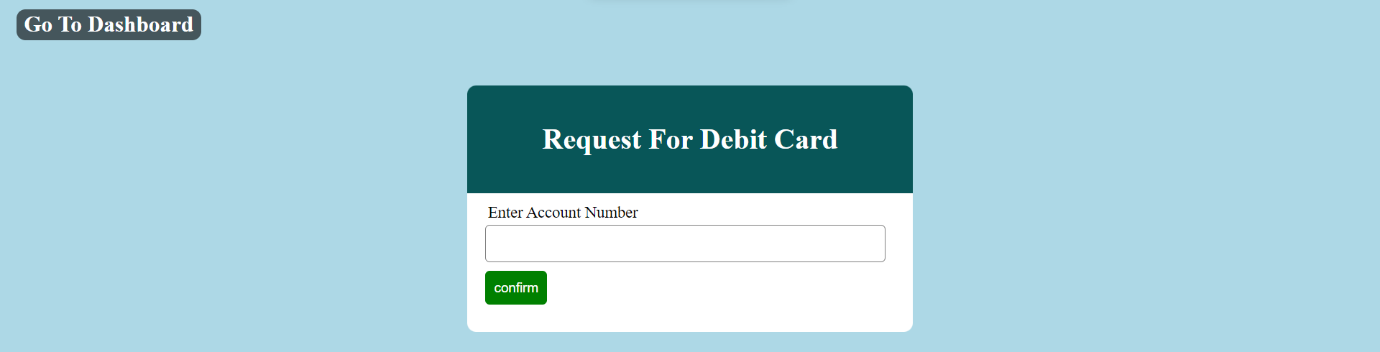 Go To Dashboard
Request For Debit Card
Enter Account Number
confirm